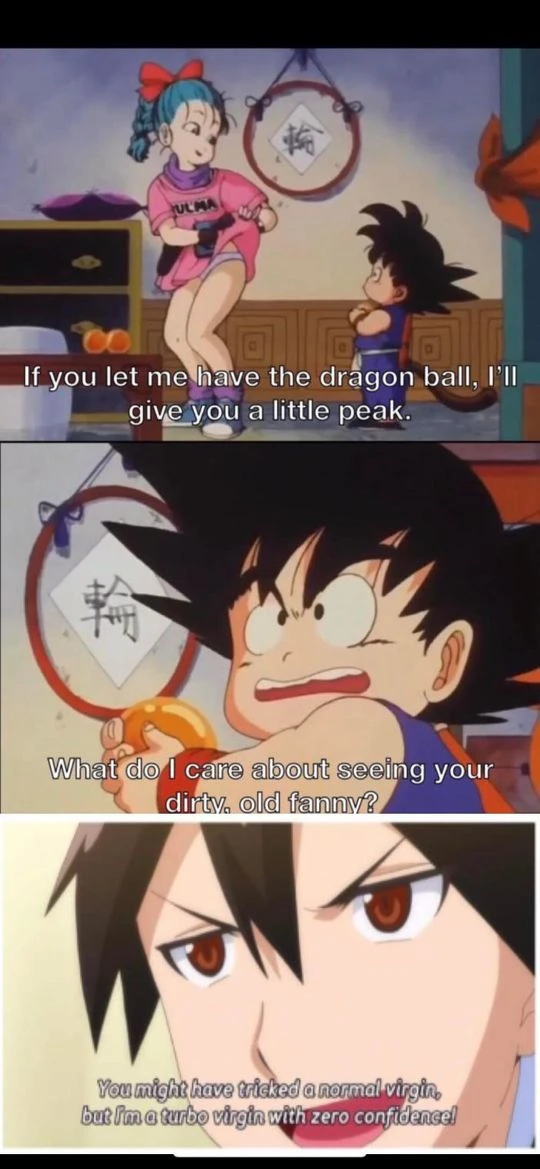 輪
ULMA
If you let me have the dragon ball, I'll
give you a little peak.
輪
What do I care about seeing your
dirty, old fanny?
You might have tricked a normal virgin,
but I'm a turbo virgin with zero confidence!